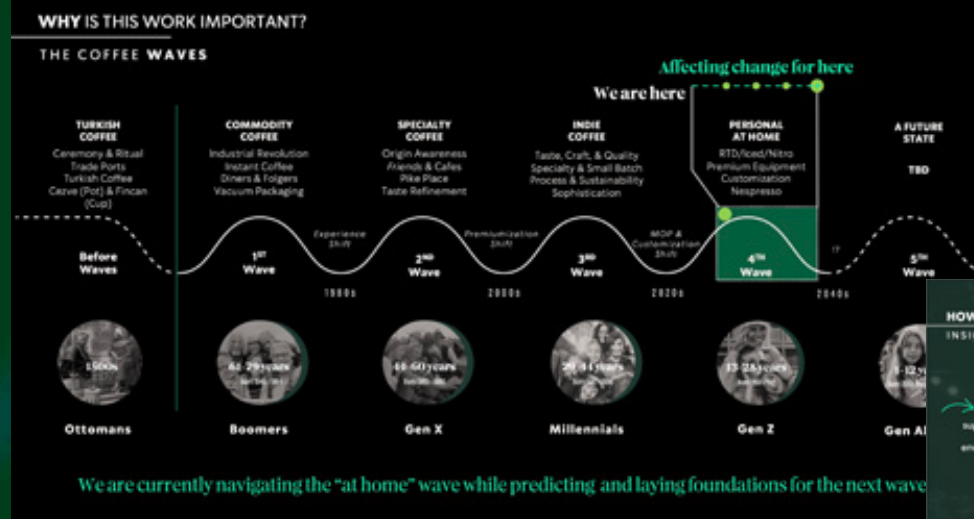 WHY IS THIS WORK IMPORTANT?
THE COFFEE WAVES
Affecting change for here
We are here
TURKISH
COFFEE
Ceremony & Ritual
Trade Ports
Turkish Coffee
Cezve (Pot) & Fincan
(Cup)
COMMODITY
COFFEE
Industrial Revolution
Instant Coffee
Diners & Folgers
Vacuum Packaging
SPECIALTY
COFFEE
Origin Awareness
Friends & Cafes
Pike Place
Taste Refinement
INDIE
COFFEE
Taste, Craft, & Quality
Specialty & Small Batch
Process & Sustainability
Sophistication
PERSONAL
AT HOME
RTD/Iced/Nitro
Premium Equipment
Customization
Nespresso
A FUTURE
STATE
TBD
Before
Waves
1ST
Wave
Experience
Shift
1980s
2ND
Wave
Premiumization
Shift
2000s
3RD
Wave
MOP &
Customization
Shift
2020s
4TH
Wave
!?
2040s
5TH
Wave
1500s
Ottomans
61-79 years
Boomers
44-60 years
Gen X
29-44 years
Millennials
13-28 years
Gen Z
Gen Al
HOW
INSI
We are currently navigating the “at home” wave while predicting and laying foundations for the next wave